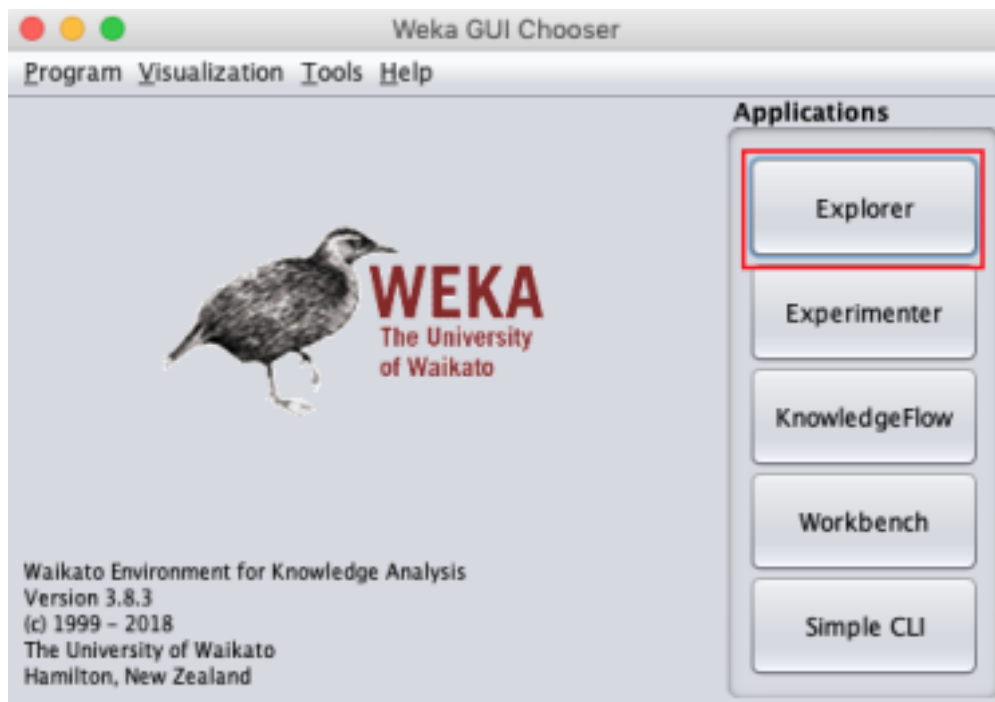 Weka GUI Chooser
Program Visualization Tools Help
Applications
Explorer
WEKA
The University
of Waikato
Experimenter
KnowledgeFlow
Workbench
Simple CLI
Waikato Environment for Knowledge Analysis
Version 3.8.3
(c) 1999 – 2018
The University of Waikato
Hamilton, New Zealand